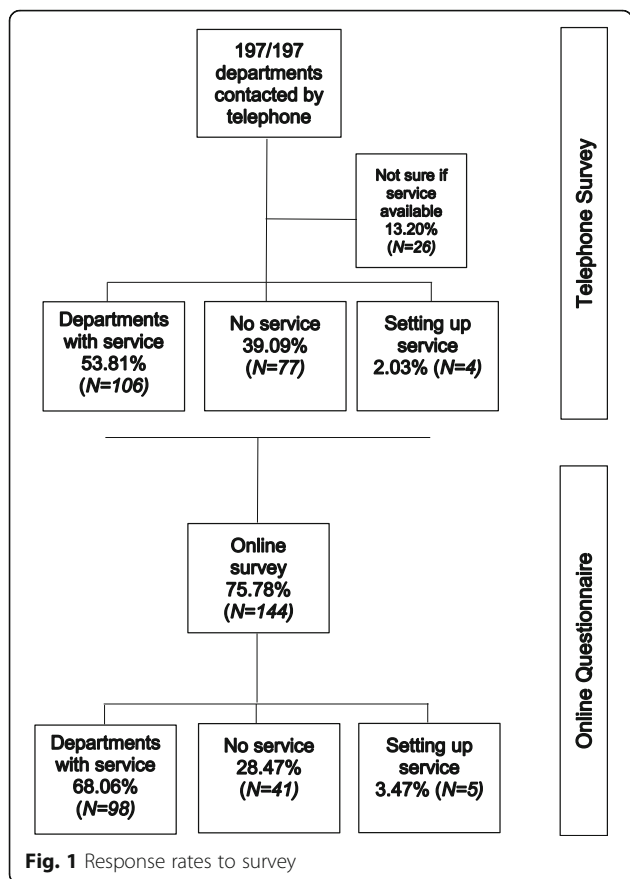 197/197
departments
contacted by
telephone
Not sure if
service
available
13.20%
(N=26)
Departments
with service
53.81%
(N=106)
No service
39.09%
(N=77)
Setting up
service
2.03% (N=4)
Telephone Survey
Online
survey
75.78%
(N=144)
Departments
with service
68.06%
(N=98)
No service
28.47%
(N=41)
Setting up
service
3.47% (N=5)
Online Questionnaire
Fig. 1 Response rates to survey